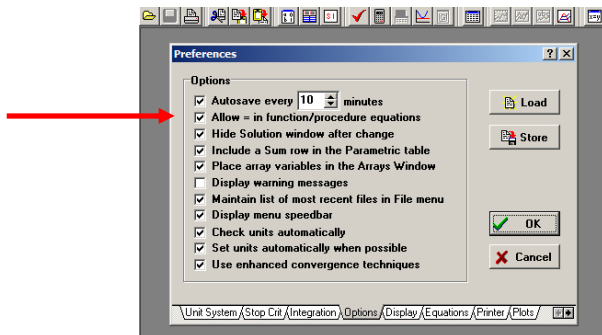 Preferences
Options
Autosave every 10 minutes
Allow = in function/procedure equations
Hide Solution window after change
Include a Sum row in the Parametric table
Place array variables in the Arrays Window
Display warning messages
Maintain list of most recent files in File menu
Display menu speedbar
Check units automatically
Set units automatically when possible
Use enhanced convergence techniques
Load
Store
OK
Cancel
Unit System / Stop Crit / Integration \ Options / Display / Equations / Printer / Plots /